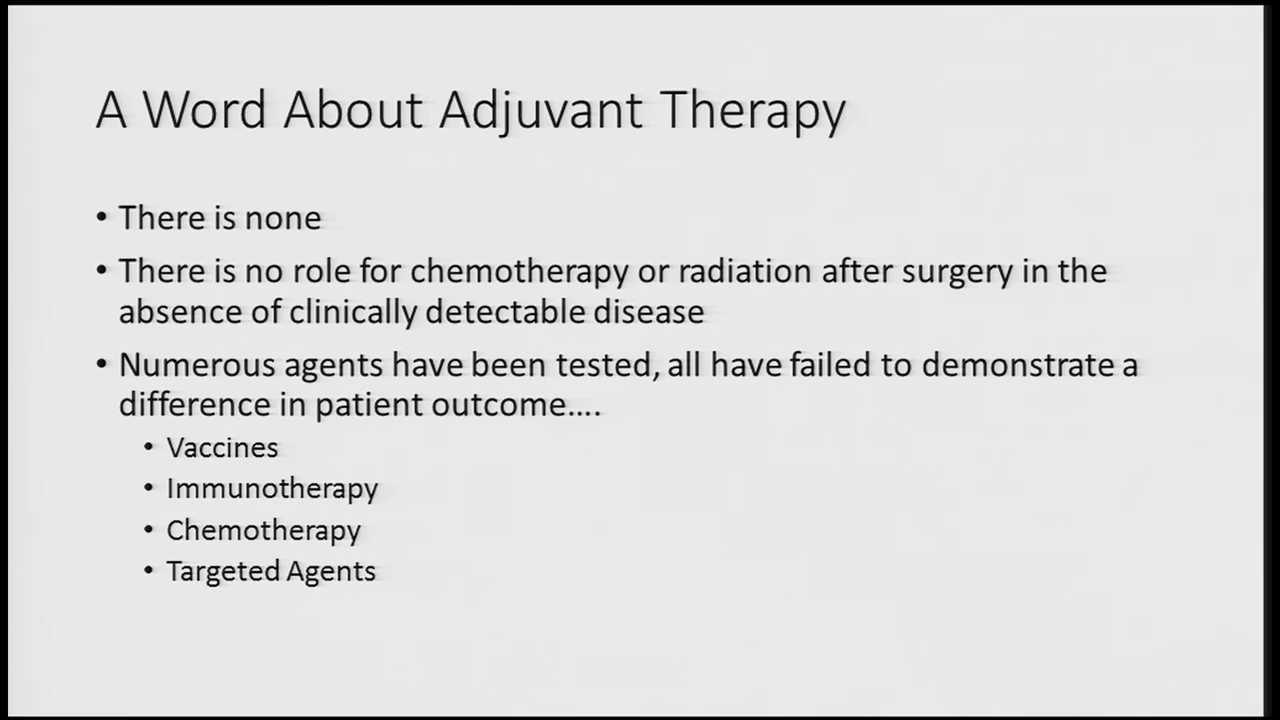 A Word About Adjuvant Therapy
• There is none
• There is no role for chemotherapy or radiation after surgery in the
absence of clinically detectable disease
• Numerous agents have been tested, all have failed to demonstrate a
difference in patient outcome….
• Vaccines
• Immunotherapy
• Chemotherapy
• Targeted Agents